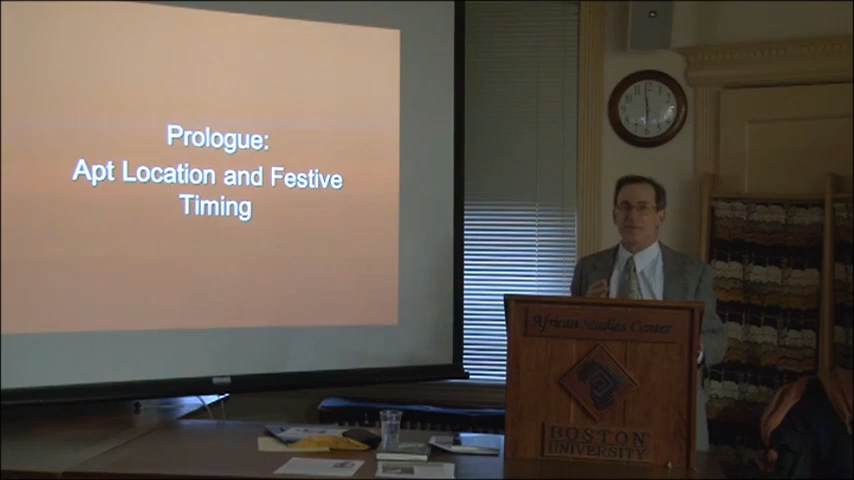 Prologue:
Apt Location and Festive
Timing
African Studies Center
BOSTON
UNIVERSITY